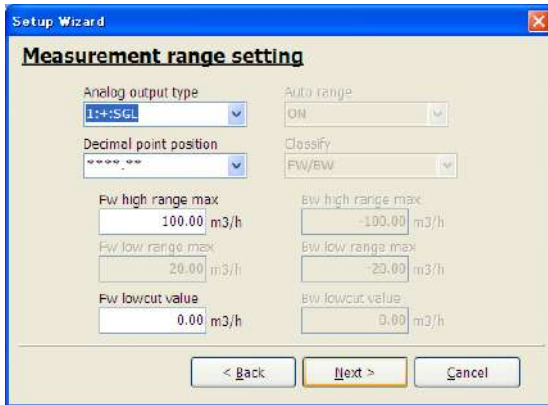 Setup Wizard
Measurement range setting
Analog output type Auto range
1:+:SGL ON
Decimal point position Classify
****.** FW/BW
Fw high range max Bw high range max
100.00 m3/h -100.00 m3/h
Fw low range max Bw low range max
20.00 m3/h -20.00 m3/h
Fw lowcut value Bw lowcut value
0.00 m3/h 0.00 m3/h
< Back Next > Cancel